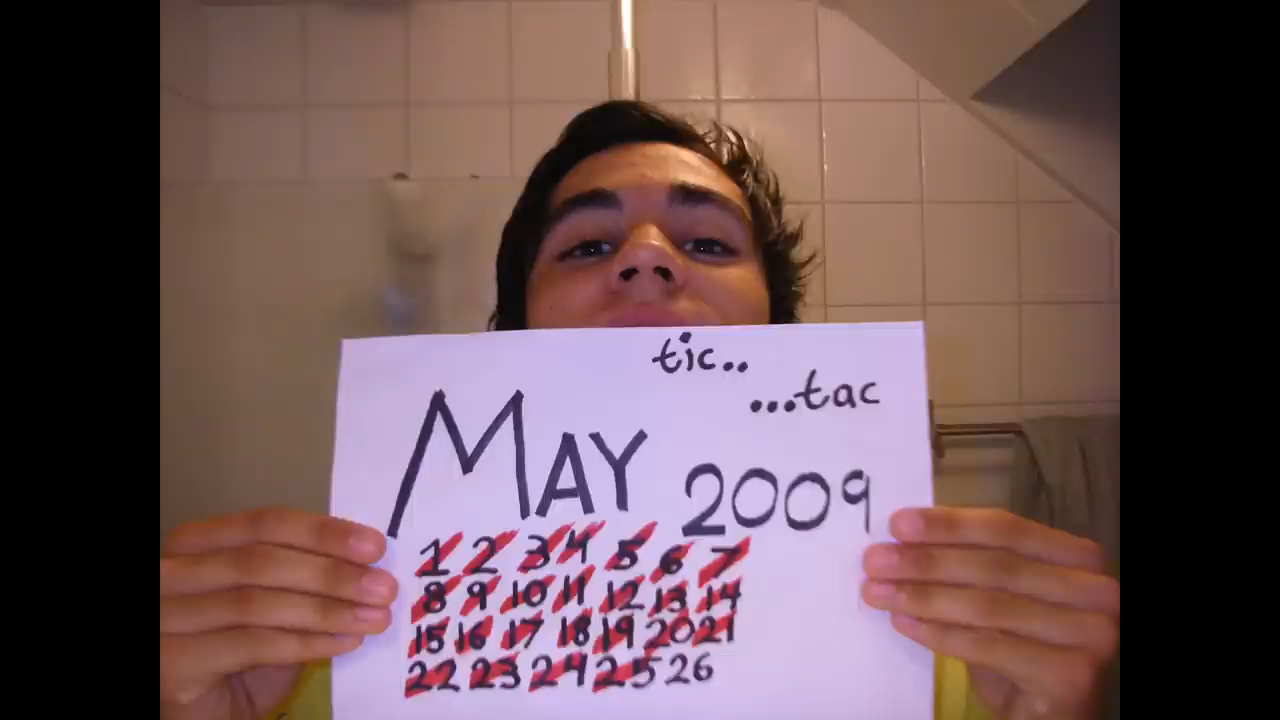 tic..
...tac
MAY 2009
1 2 3 4 5 6 7
8 9 10 11 12 13 14
15 16 17 18 19 20 21
22 23 24 25 26